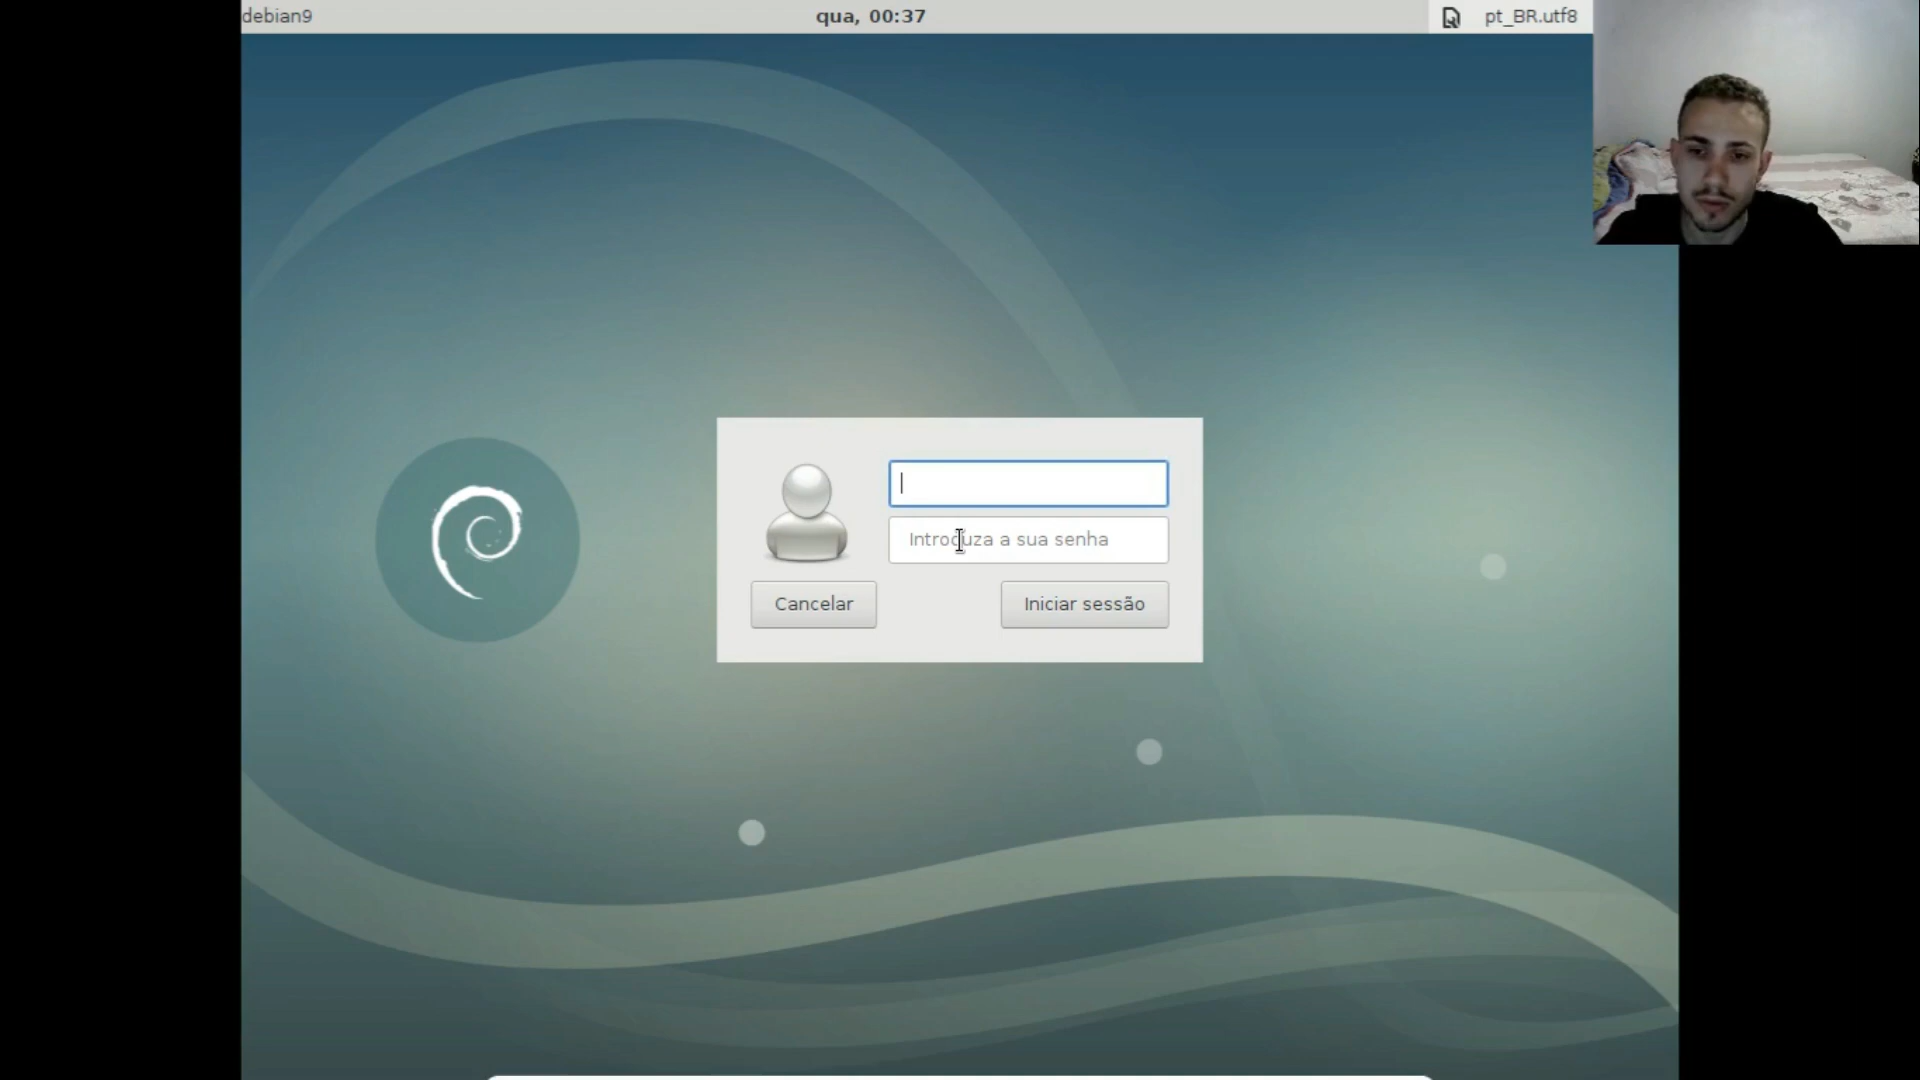 debian9
qua, 00:37
pt_BR.utf8
Introduza a sua senha
Cancelar
Iniciar sessão